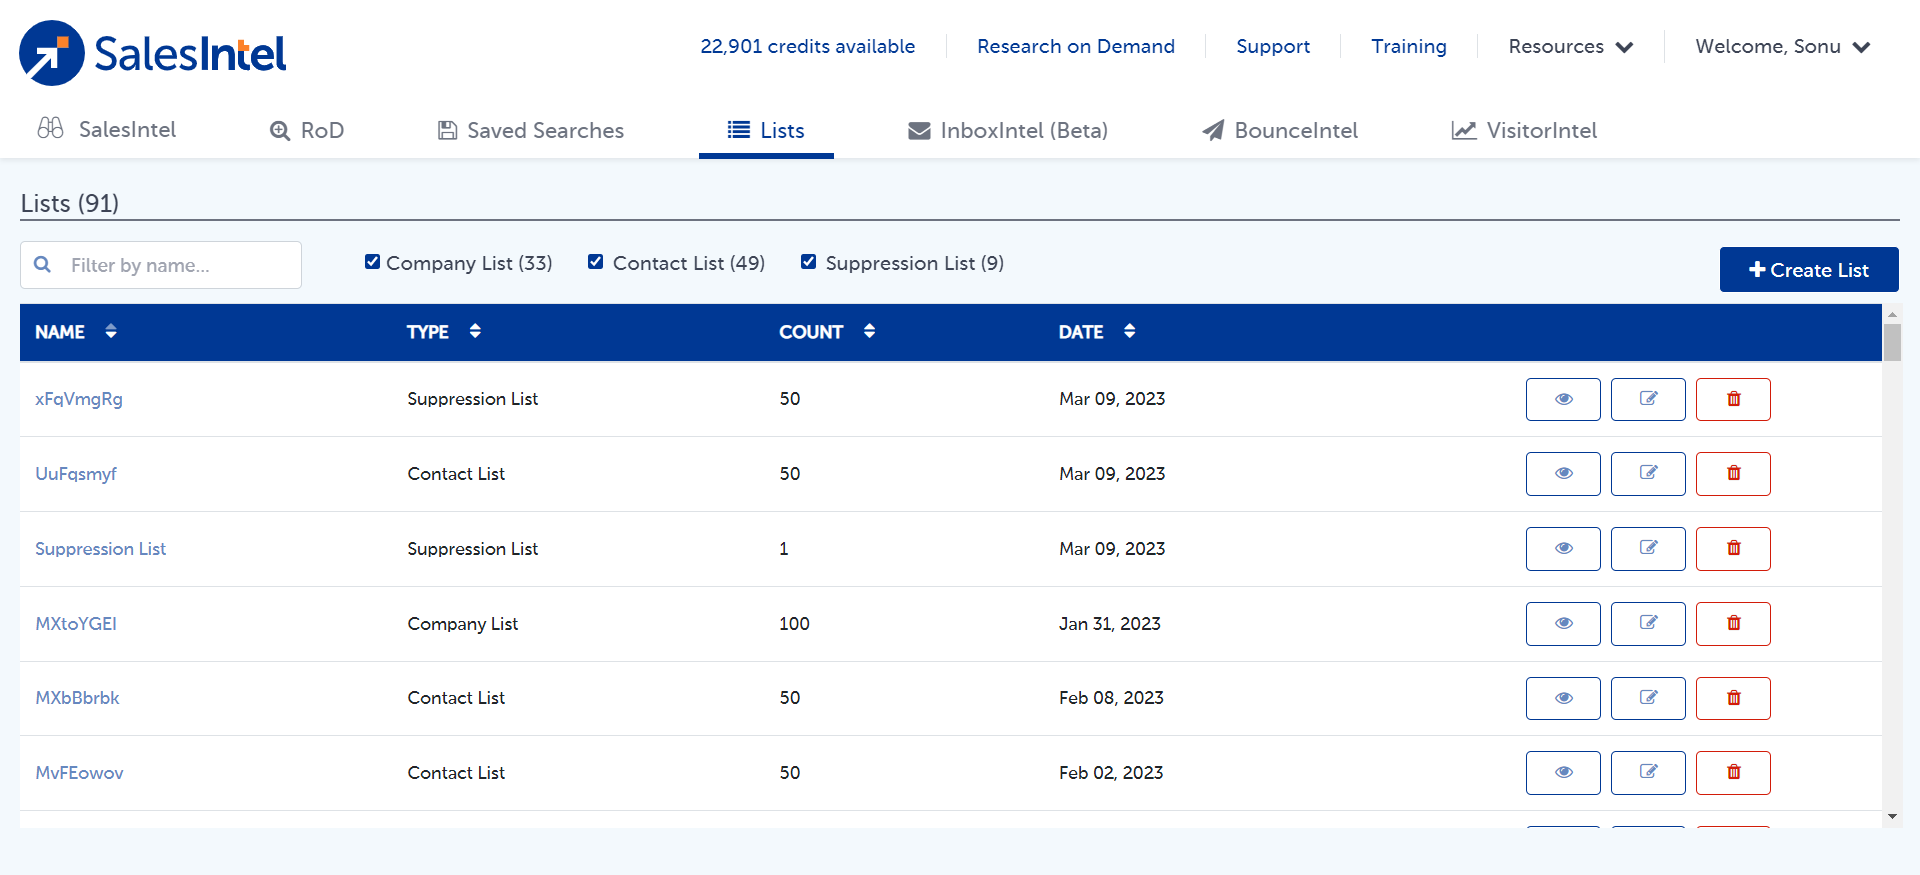 SalesIntel
22,901 credits available
Research on Demand
Support
Training
Resources
Welcome, Sonu
SalesIntel
RoD
Saved Searches
Lists
InboxIntel (Beta)
BounceIntel
VisitorIntel
Lists (91)
Filter by name...
Company List (33)
Contact List (49)
Suppression List (9)
Create List
NAME TYPE COUNT DATE
xFqVmgRg Suppression List 50 Mar 09, 2023
UuFqsmyf Contact List 50 Mar 09, 2023
Suppression List Suppression List 1 Mar 09, 2023
MXtoYGEI Company List 100 Jan 31, 2023
MXbBbrbk Contact List 50 Feb 08, 2023
MvFEowov Contact List 50 Feb 02, 2023